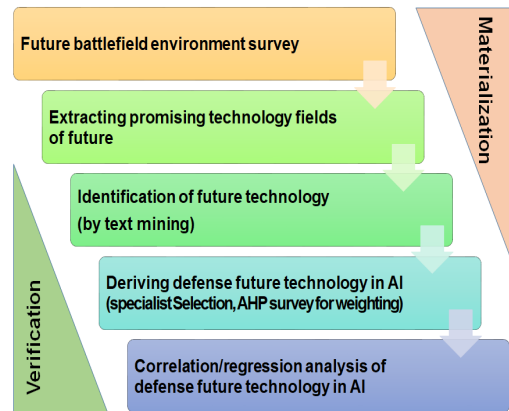 Future battlefield environment survey
Materialization
Extracting promising technology fields
of future
Identification of future technology
(by text mining)
Deriving defense future technology in AI
(specialist Selection, AHP survey for weighting)
Verification
Correlation/regression analysis of
defense future technology in AI